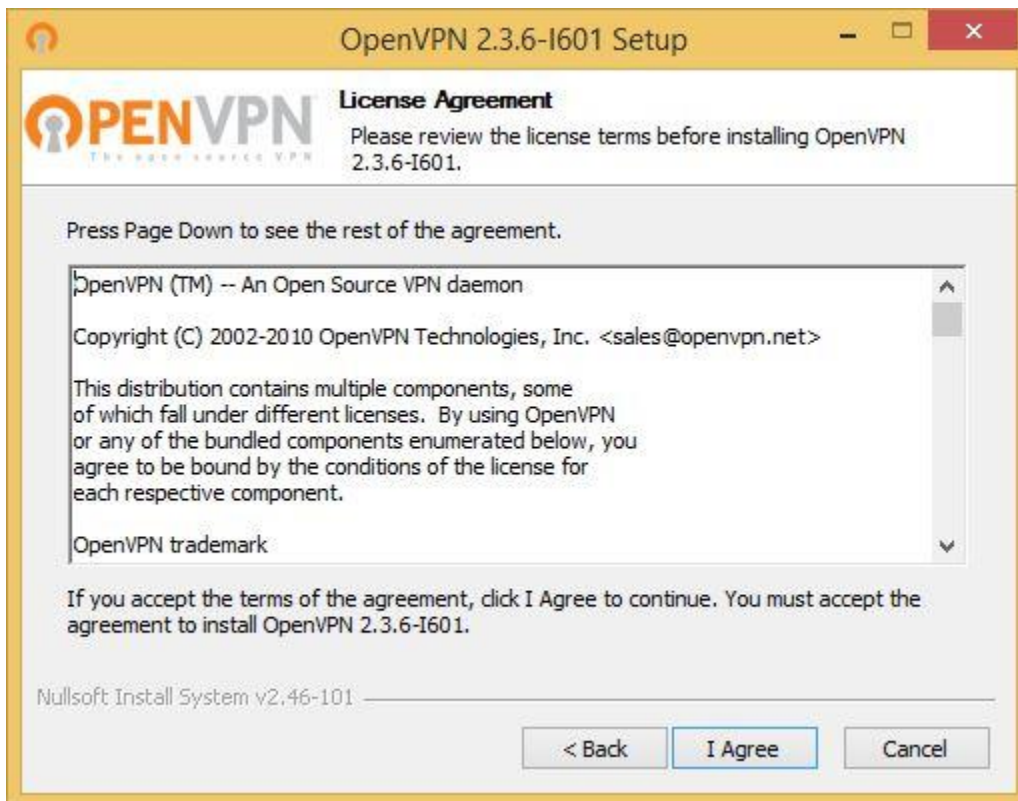 OpenVPN 2.3.6-I601 Setup
OPENVPN
The open source VPN
License Agreement
Please review the license terms before installing OpenVPN
2.3.6-I601.
Press Page Down to see the rest of the agreement.
OpenVPN (TM) -- An Open Source VPN daemon
Copyright (C) 2002-2010 OpenVPN Technologies, Inc. <sales@openvpn.net>
This distribution contains multiple components, some
of which fall under different licenses.  By using OpenVPN
or any of the bundled components enumerated below, you
agree to be bound by the conditions of the license for
each respective component.
OpenVPN trademark
If you accept the terms of the agreement, click I Agree to continue. You must accept the
agreement to install OpenVPN 2.3.6-I601.
Nullsoft Install System v2.46-101
< Back
I Agree
Cancel